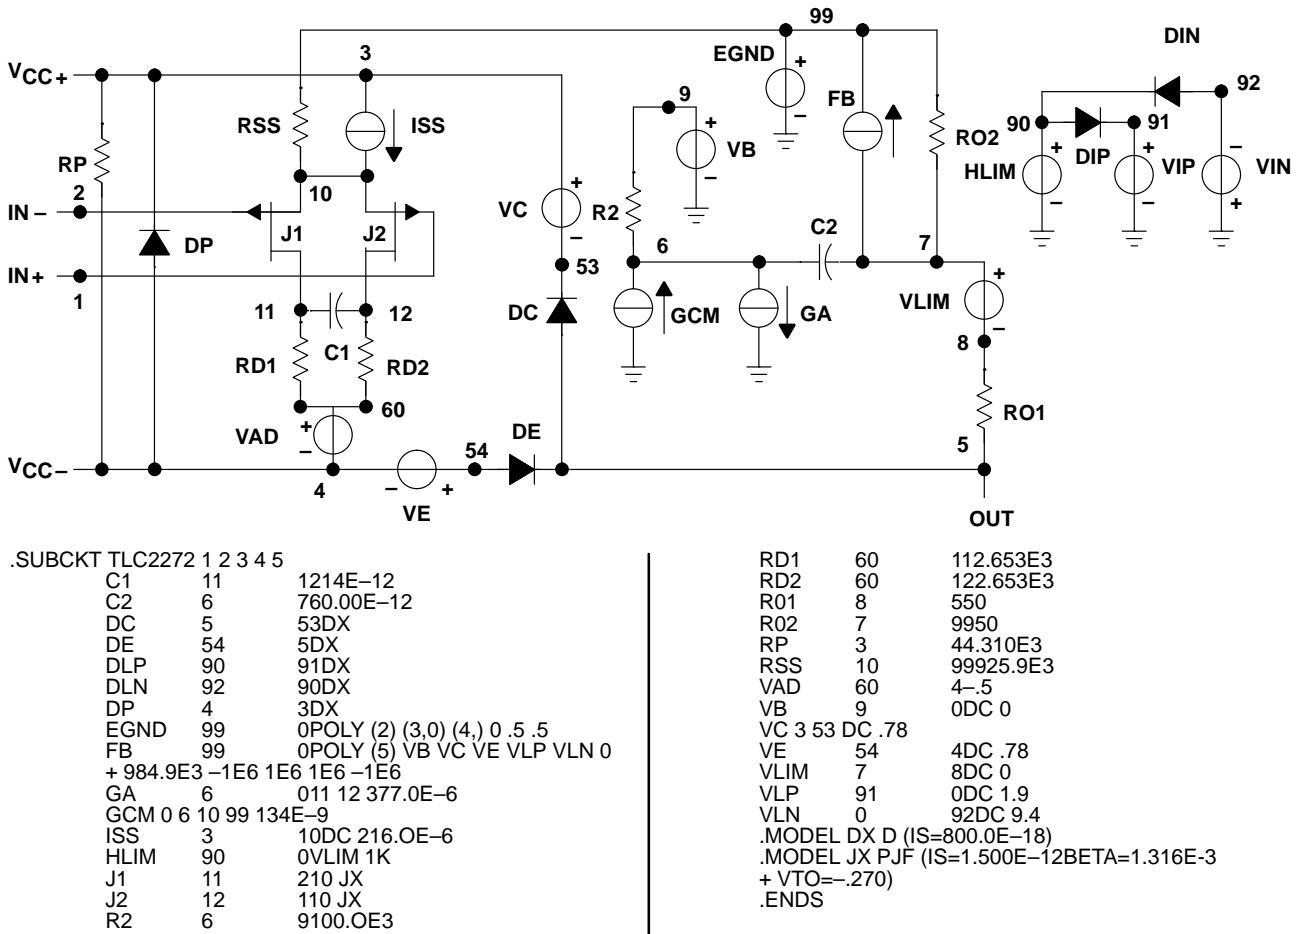 99
DIN
3
EGND
+
–
VCC+
92
9
FB
RSS
ISS
+
VB
–
RO2
90
91
DIP
RP
10
HLIM
+
–
+
VIP
–
–
VIN
+
2
IN –
VC
+
–
R2
C2
J1
J2
DP
6
7
IN+
1
53
VLIM
+
–
11
12
DC
GCM
GA
C1
8
RD1
RD2
60
RO1
VAD
+
–
DE
54
5
VCC–
4
–
+
VE
OUT
.SUBCKT TLC2272 1 2 3 4 5
C1 11 1214E–12
C2 6 760.00E–12
DC 5 53DX
DE 54 5DX
DLP 90 91DX
DLN 92 90DX
DP 4 3DX
EGND 99 0POLY (2) (3,0) (4,) 0 .5 .5
FB 99 0POLY (5) VB VC VE VLP VLN 0
+ 984.9E3 –1E6 1E6 1E6 –1E6
GA 6 011 12 377.0E–6
GCM 0 6 10 99 134E–9
ISS 3 10DC 216.OE–6
HLIM 90 0VLIM 1K
J1 11 210 JX
J2 12 110 JX
R2 6 9100.OE3
RD1 60 112.653E3
RD2 60 122.653E3
R01 8 550
R02 7 9950
RP 3 44.310E3
RSS 10 99925.9E3
VAD 60 4–.5
VB 9 0DC 0
VC 3 53 DC .78
VE 54 4DC .78
VLIM 7 8DC 0
VLP 91 0DC 1.9
VLN 0 92DC 9.4
.MODEL DX D (IS=800.0E–18)
.MODEL JX PJF (IS=1.500E–12BETA=1.316E-3
+ VTO=–.270)
.ENDS